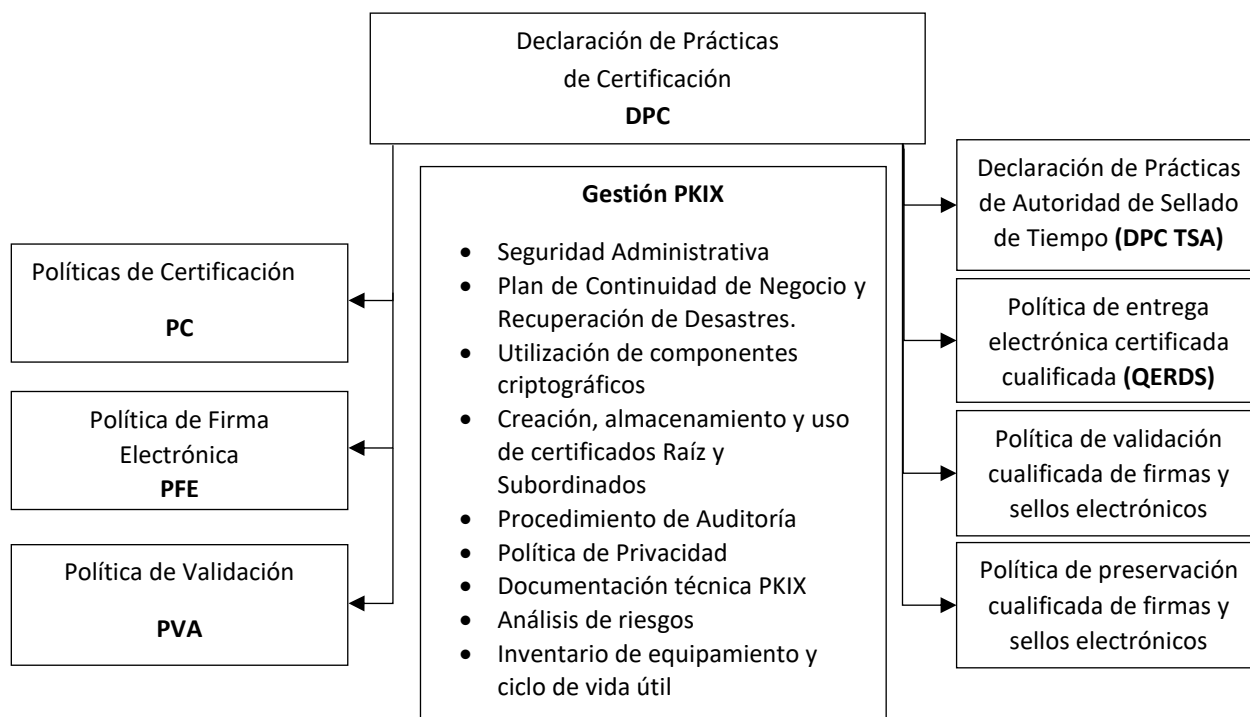 Declaración de Prácticas
de Certificación
DPC
Gestión PKIX
• Seguridad Administrativa
• Plan de Continuidad de Negocio y
Recuperación de Desastres.
• Utilización de componentes
criptográficos
• Creación, almacenamiento y uso
de certificados Raíz y
Subordinados
• Procedimiento de Auditoría
• Política de Privacidad
• Documentación técnica PKIX
• Análisis de riesgos
• Inventario de equipamiento y
ciclo de vida útil
Políticas de Certificación
PC
Política de Firma
Electrónica
PFE
Política de Validación
PVA
Declaración de Prácticas
de Autoridad de Sellado
de Tiempo (DPC TSA)
Política de entrega
electrónica certificada
cualificada (QERDS)
Política de validación
cualificada de firmas y
sellos electrónicos
Política de preservación
cualificada de firmas y
sellos electrónicos